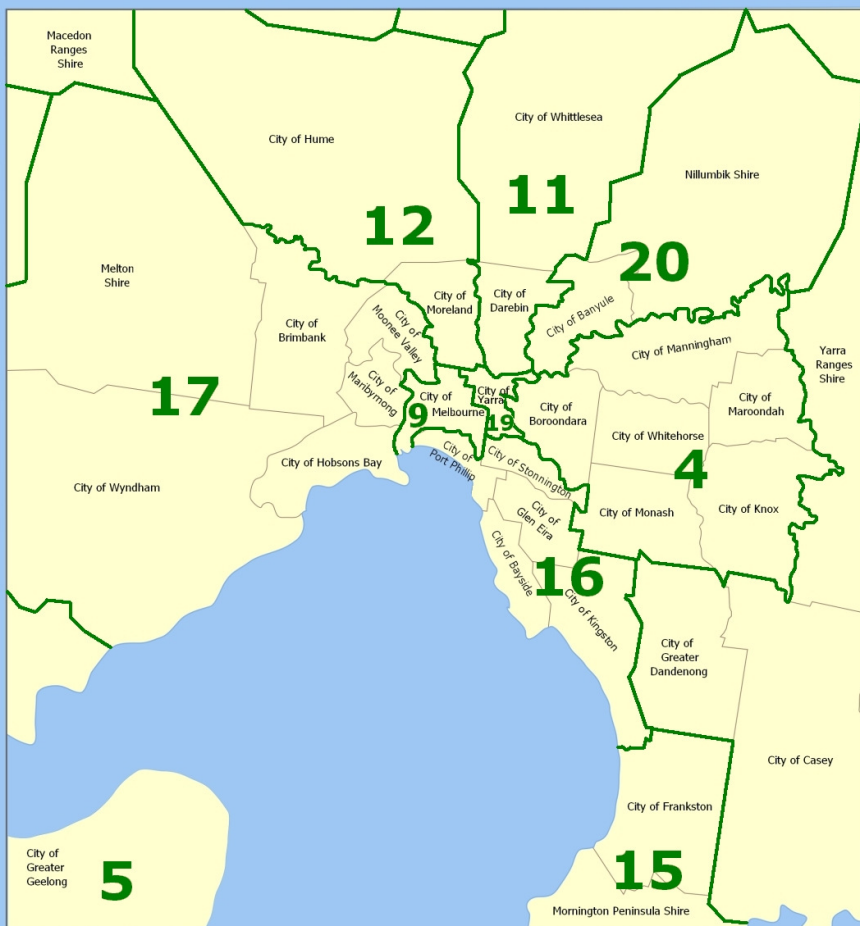 Macedon
Ranges
Shire
City of Hume
City of Whittlesea
Nillumbik Shire
12
11
20
Melton
Shire
City of
Moreland
City of
Darebin
City of Banyule
City of
Moonee Valley
City of
Brimbank
City of Manningham
Yarra
Ranges
Shire
17
City of
Maribyrnong
City of
Melbourne
9
City of
Yarra
19
City of
Boroondara
City of
Maroondah
City of Whitehorse
City of Wyndham
City of Hobsons Bay
City of
Port Phillip
City of Stonnington
4
City of Monash
City of Knox
City of
Glen Eira
City of Bayside
16
City of Kingston
City of
Greater
Dandenong
City of Casey
City of Frankston
City of
Greater
Geelong
5
15
Mornington Peninsula Shire